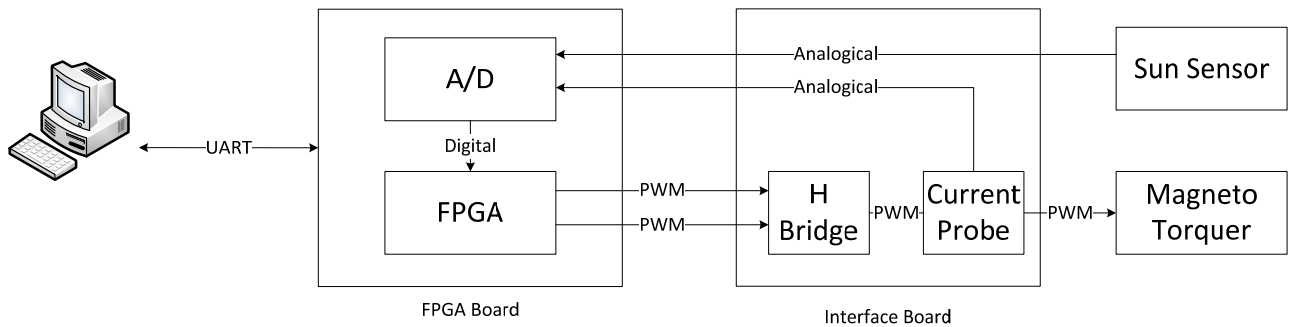 Analogical
A/D
Sun Sensor
Analogical
UART
Digital
FPGA
PWM
PWM
H
Bridge
PWM
Current
Probe
PWM
Magneto
Torquer
FPGA Board
Interface Board